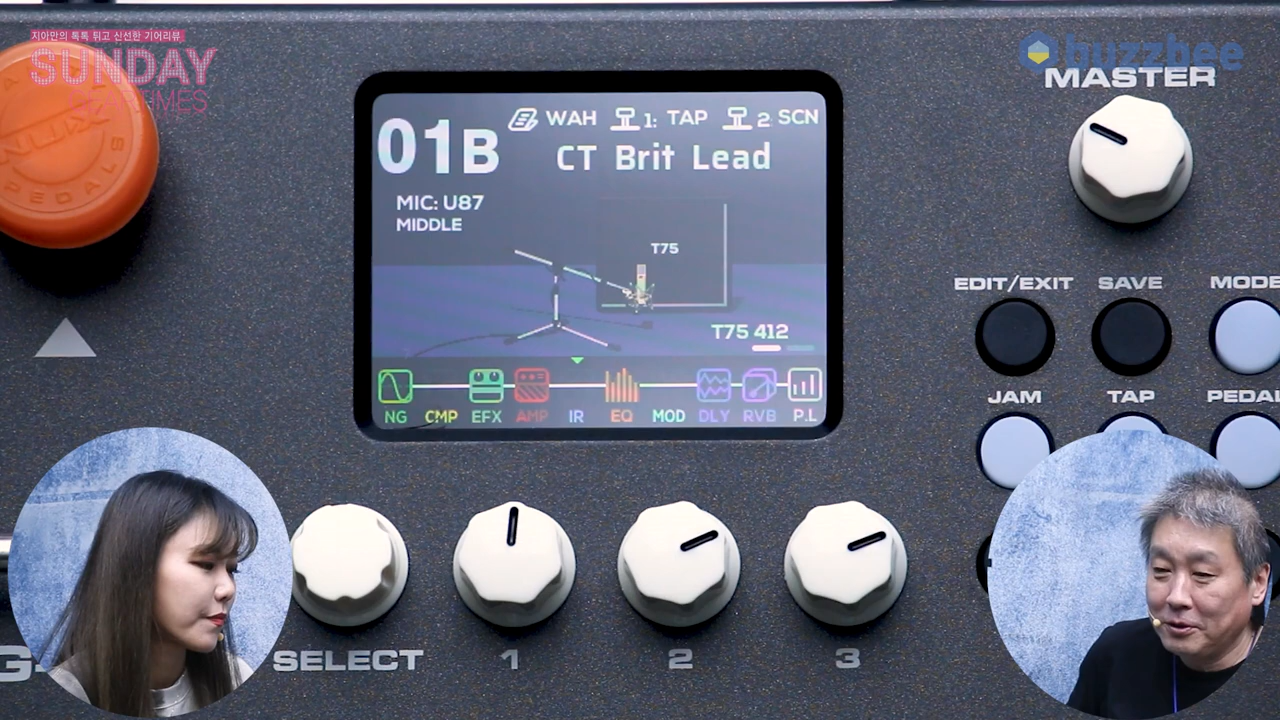 지아만의 톡톡 튀고 신선한 기어리뷰
SUNDAY
buzzbee
MASTER
NUX
PEDALS
01B
WAH
1: TAP
2 SCN
CT Brit Lead
MIC: U87
MIDDLE
T75
T75 412
NG CMP EFX AMP IR EQ MOD DLY RVB P.L
EDIT/EXIT SAVE MODE
JAM TAP PEDAL
SELECT 1 2 3